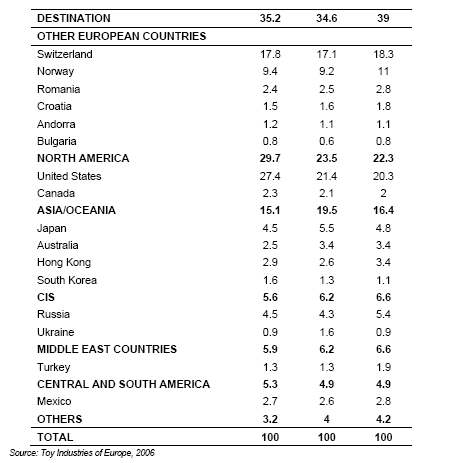 DESTINATION 35.2 34.6 39
OTHER EUROPEAN COUNTRIES
Switzerland 17.8 17.1 18.3
Norway 9.4 9.2 11
Romania 2.4 2.5 2.8
Croatia 1.5 1.6 1.8
Andorra 1.2 1.1 1.1
Bulgaria 0.8 0.6 0.8
NORTH AMERICA 29.7 23.5 22.3
United States 27.4 21.4 20.3
Canada 2.3 2.1 2
ASIA/OCEANIA 15.1 19.5 16.4
Japan 4.5 5.5 4.8
Australia 2.5 3.4 3.4
Hong Kong 2.9 2.6 3.4
South Korea 1.6 1.3 1.1
CIS 5.6 6.2 6.6
Russia 4.5 4.3 5.4
Ukraine 0.9 1.6 0.9
MIDDLE EAST COUNTRIES 5.9 6.2 6.6
Turkey 1.3 1.3 1.9
CENTRAL AND SOUTH AMERICA 5.3 4.9 4.9
Mexico 2.7 2.6 2.8
OTHERS 3.2 4 4.2
TOTAL 100 100 100
Source: Toy Industries of Europe, 2006